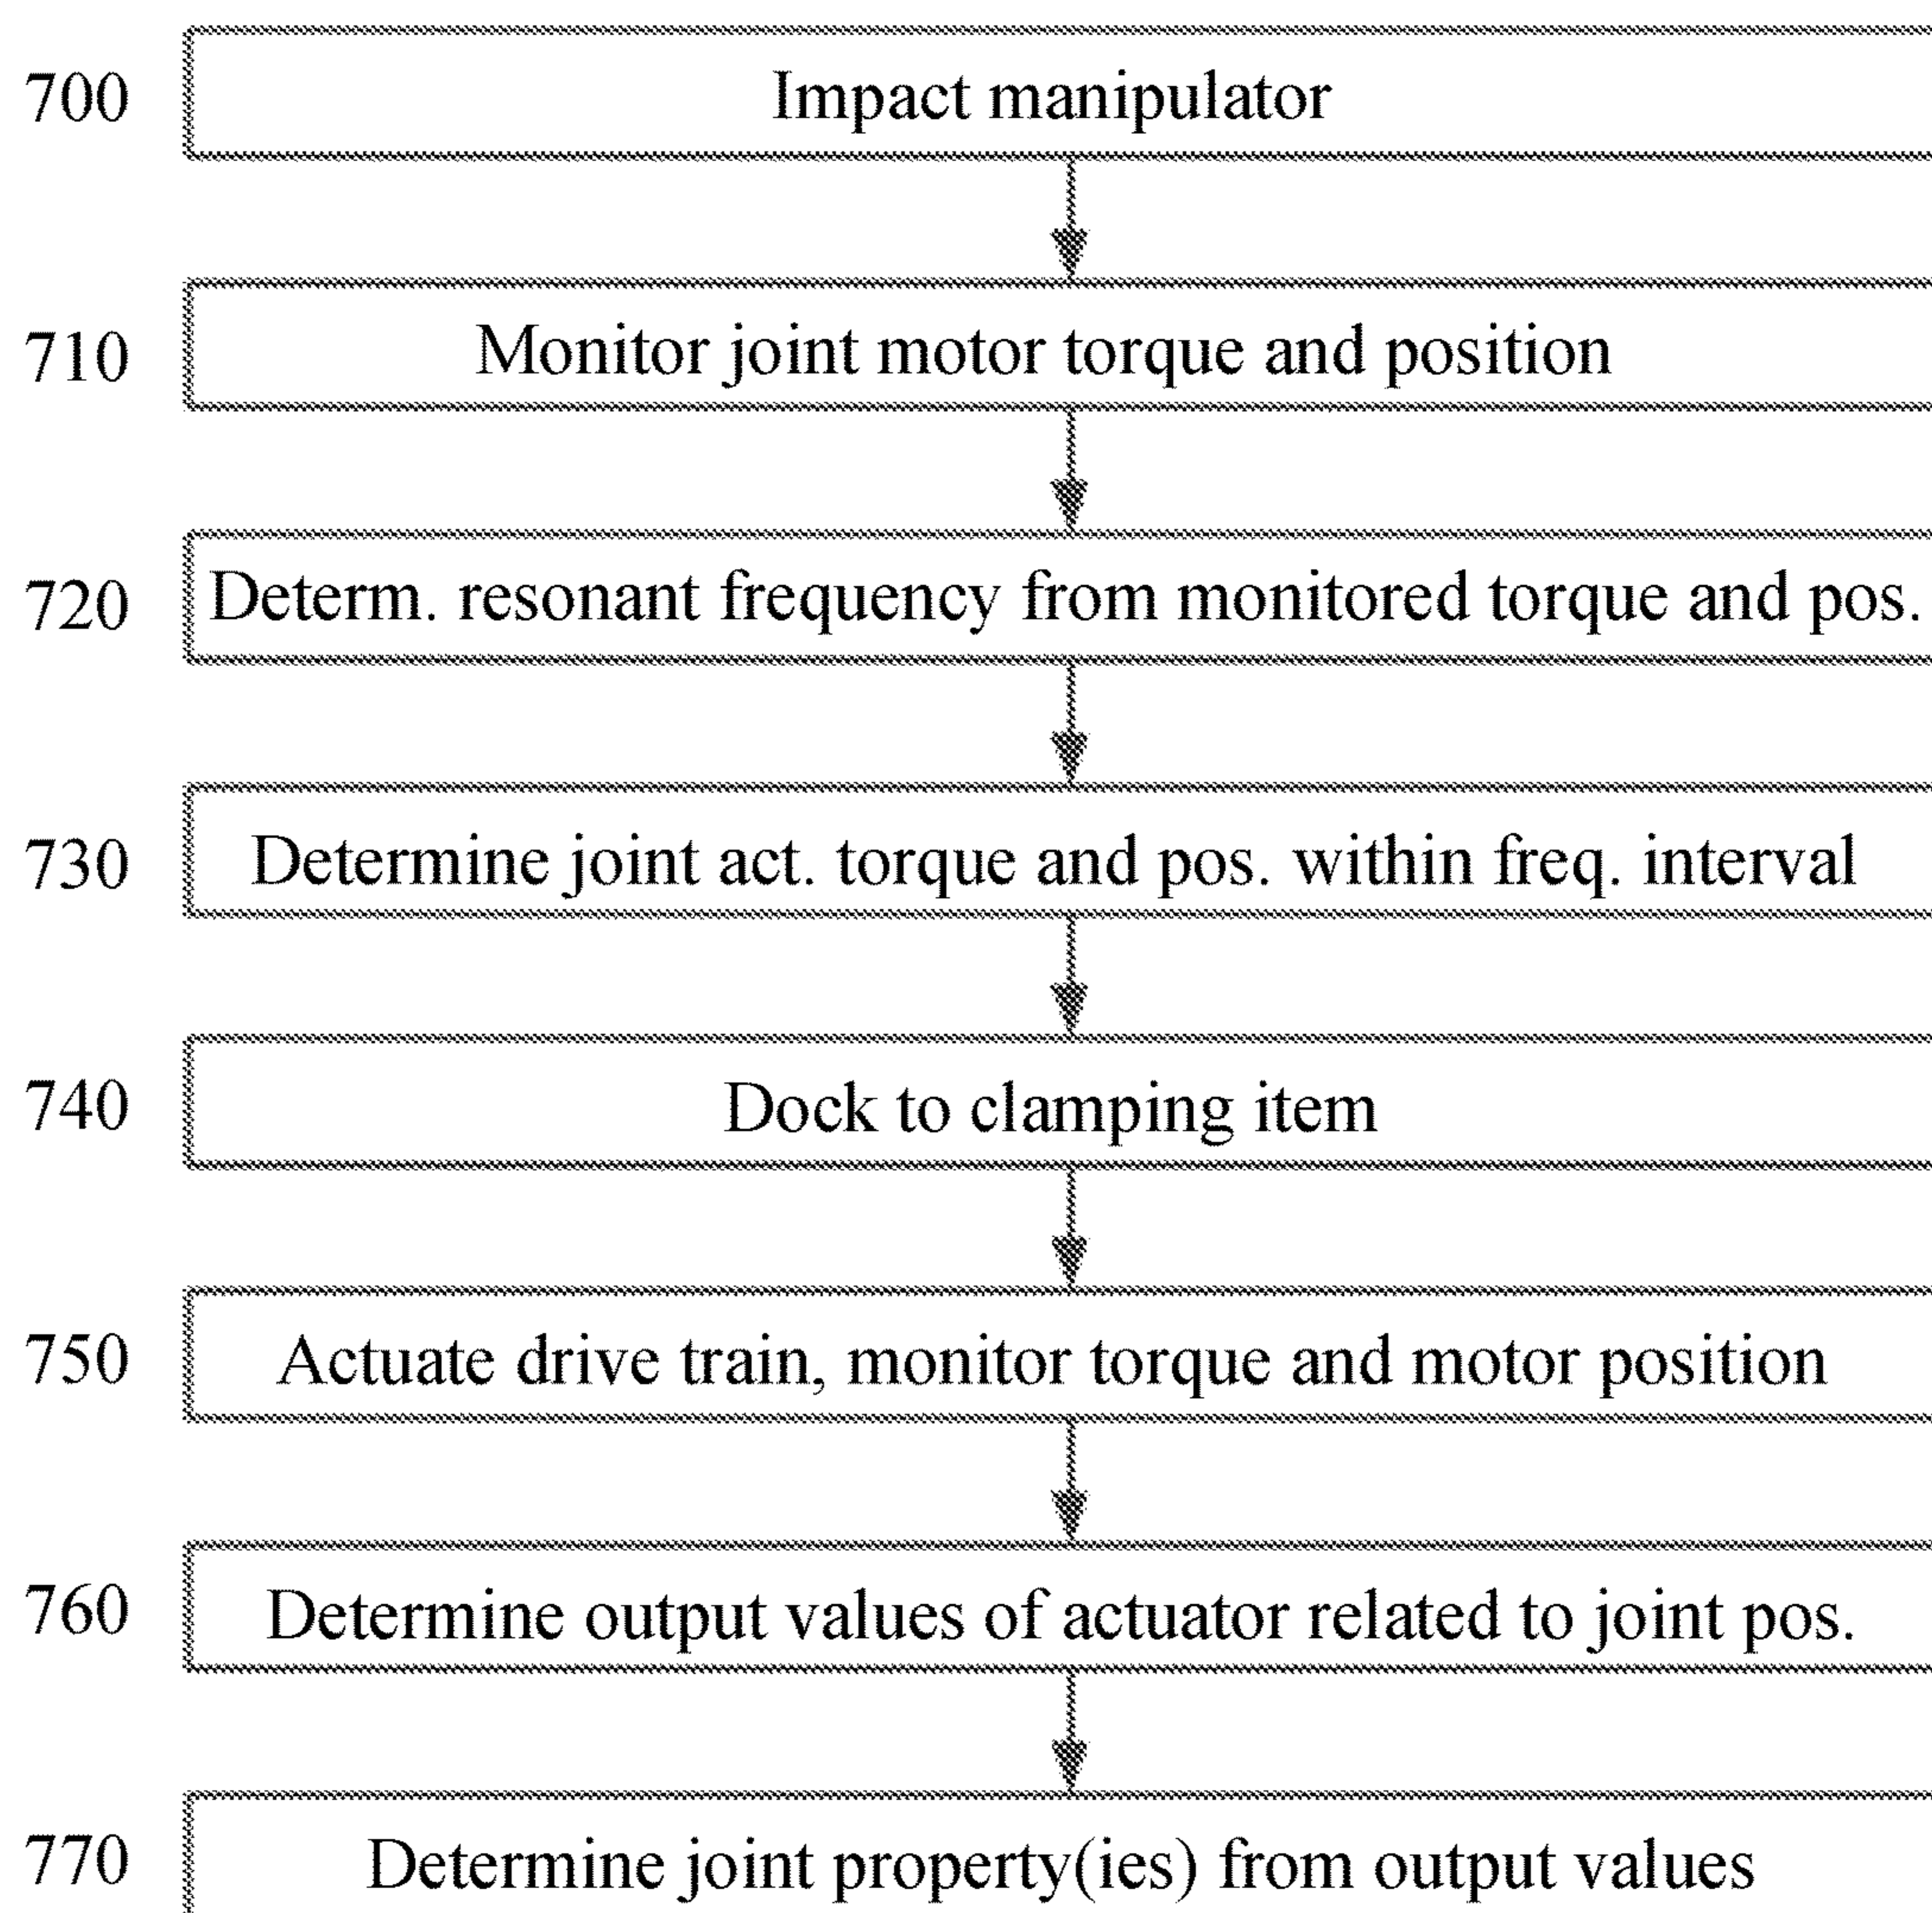 700 Impact manipulator
710 Monitor joint motor torque and position
720 Determ. resonant frequency from monitored torque and pos.
730 Determine joint act. torque and pos. within freq. interval
740 Dock to clamping item
750 Actuate drive train, monitor torque and motor position
760 Determine output values of actuator related to joint pos.
770 Determine joint property(ies) from output values